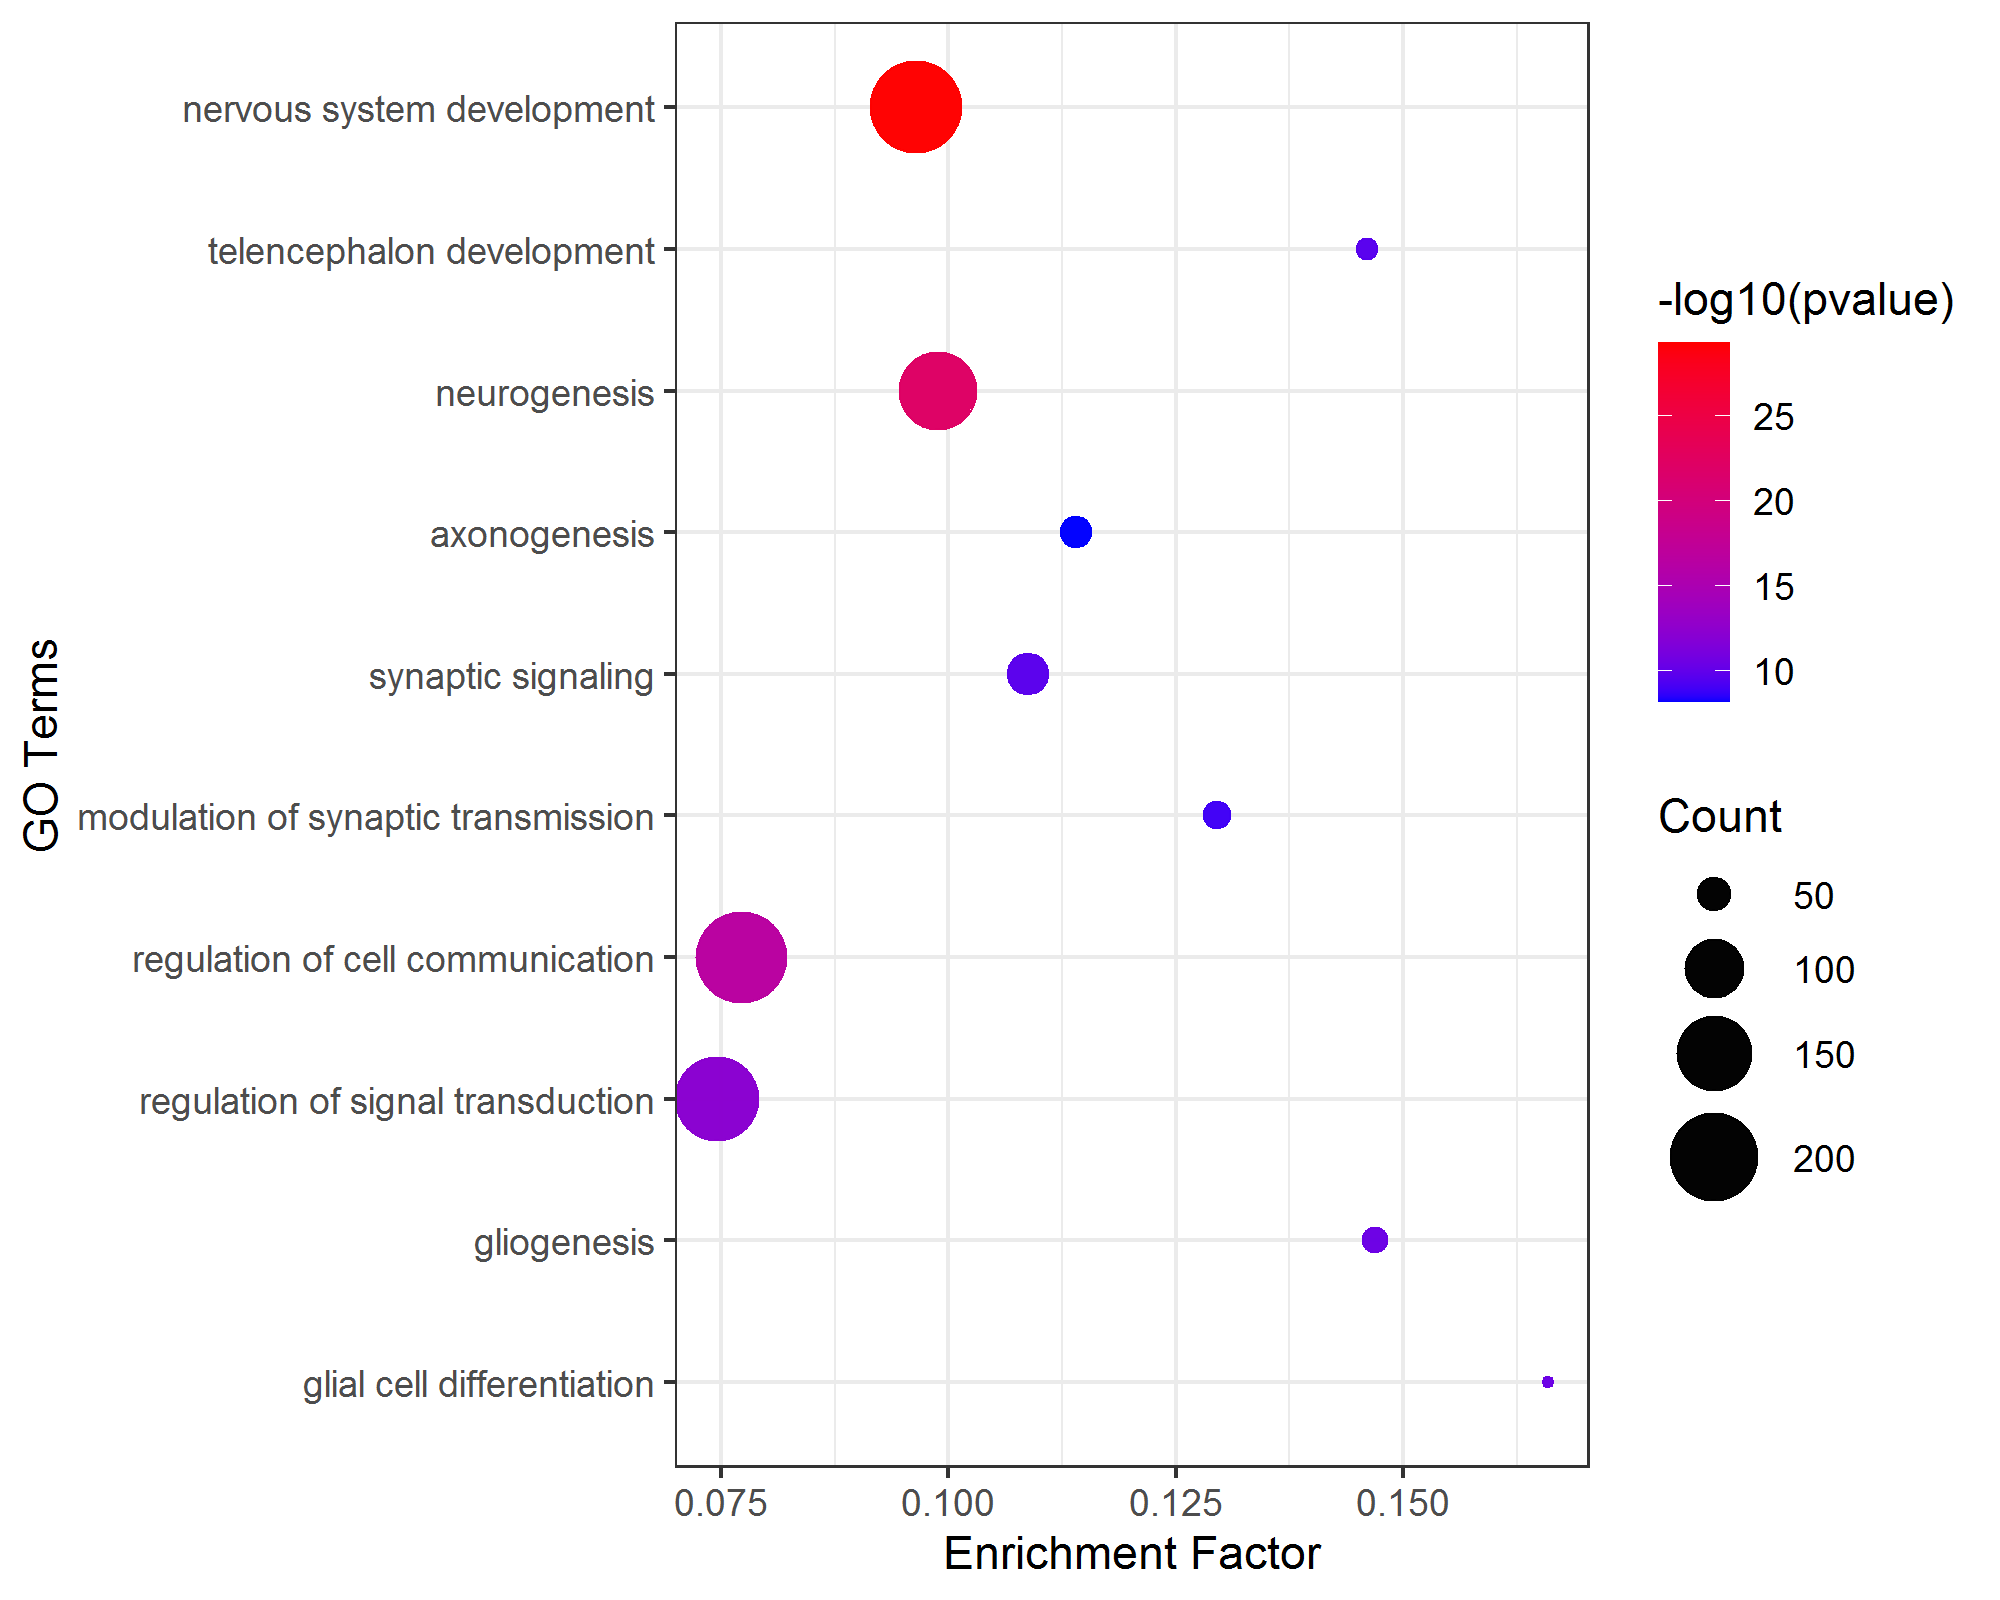 nervous system development
telencephalon development
neurogenesis
axonogenesis
synaptic signaling
modulation of synaptic transmission
regulation of cell communication
regulation of signal transduction
gliogenesis
glial cell differentiation
GO Terms
0.075
0.100
0.125
0.150
Enrichment Factor
-log10(pvalue)
25
20
15
10
Count
50
100
150
200